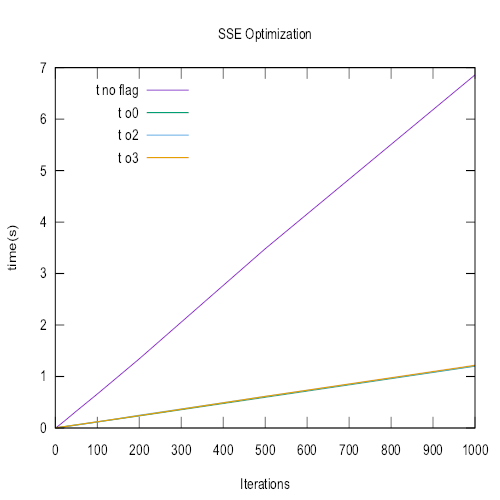 SSE Optimization
7
6
5
4
3
2
1
0
t no flag
t o0
t o2
t o3
time(s)
0 100 200 300 400 500 600 700 800 900 1000
Iterations